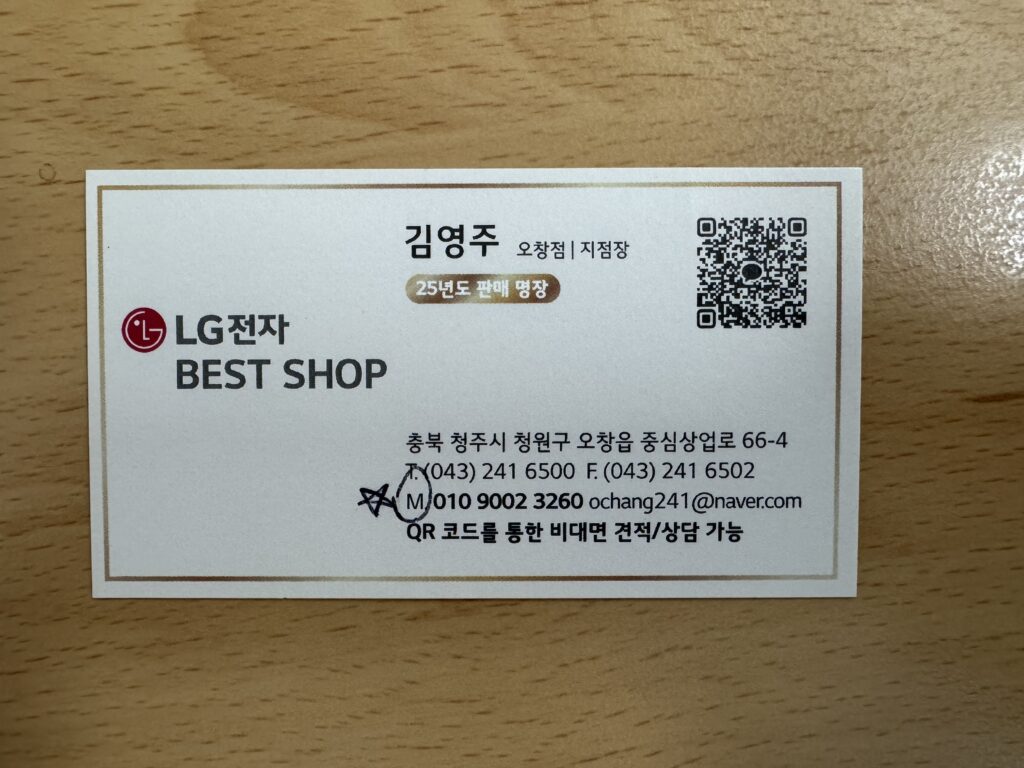 김영주 오창점 | 지점장
25년도 판매 명장
LG전자
BEST SHOP
충북 청주시 청원구 오창읍 중심상업로 66-4
T. (043) 241 6500 F. (043) 241 6502
M. 010 9002 3260 ochang241@naver.com
QR 코드를 통한 비대면 견적/상담 가능